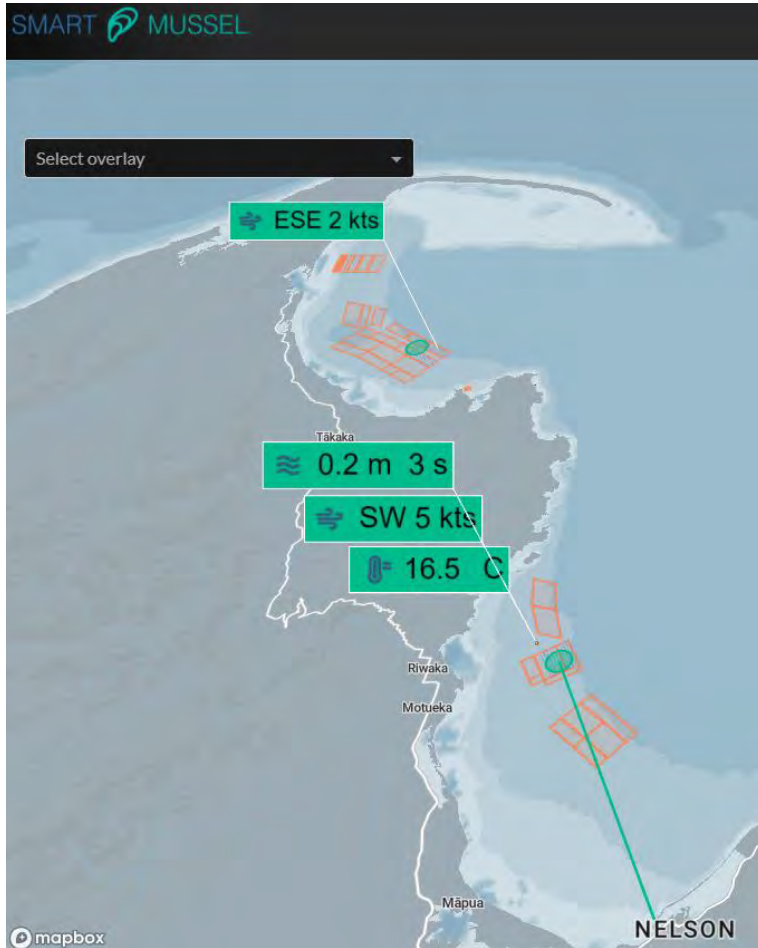 SMART MUSSEL
Select overlay
ESE 2 kts
Tākaka
0.2 m 3 s
SW 5 kts
16.5 C
Riwaka
Motueka
Māpua
NELSON
mapbox